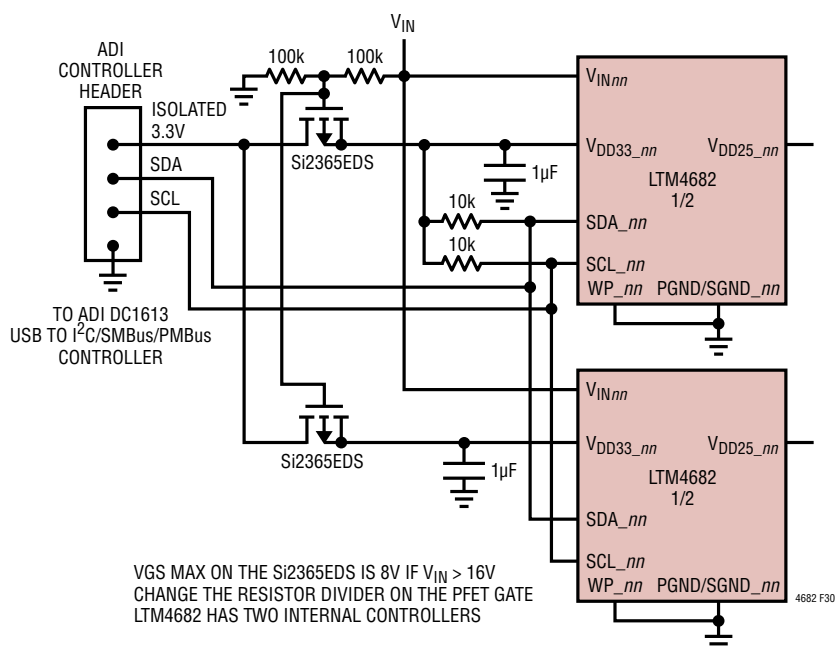 VIN
ADI
CONTROLLER
HEADER
100k
100k
ISOLATED
3.3V
SDA
SCL
Si2365EDS
1µF
10k
10k
VINnn
VDD33_nn
VDD25_nn
LTM4682
1/2
SDA_nn
SCL_nn
WP_nn
PGND/SGND_nn
TO ADI DC1613
USB TO I2C/SMBus/PMBus
CONTROLLER
Si2365EDS
1µF
VINnn
VDD33_nn
VDD25_nn
LTM4682
1/2
SDA_nn
SCL_nn
WP_nn
PGND/SGND_nn
VGS MAX ON THE Si2365EDS IS 8V IF VIN > 16V
CHANGE THE RESISTOR DIVIDER ON THE PFET GATE
LTM4682 HAS TWO INTERNAL CONTROLLERS
4682 F30